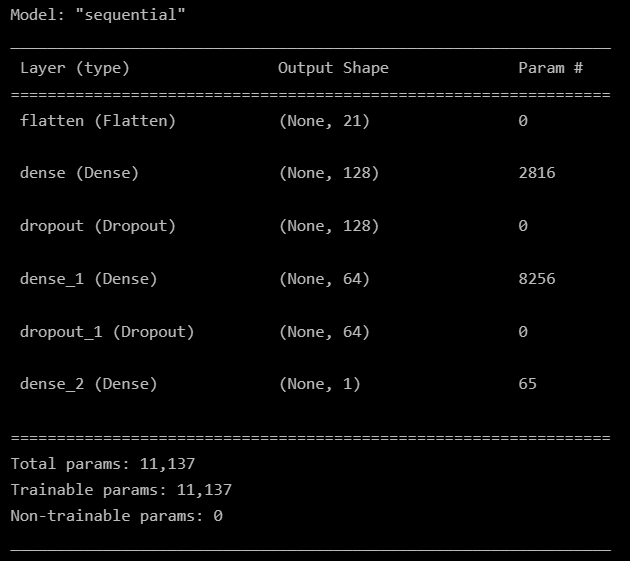 Model: "sequential"
_________________________________________________________________
Layer (type) Output Shape Param #
=================================================================
flatten (Flatten) (None, 21) 0
dense (Dense) (None, 128) 2816
dropout (Dropout) (None, 128) 0
dense_1 (Dense) (None, 64) 8256
dropout_1 (Dropout) (None, 64) 0
dense_2 (Dense) (None, 1) 65
=================================================================
Total params: 11,137
Trainable params: 11,137
Non-trainable params: 0
_________________________________________________________________